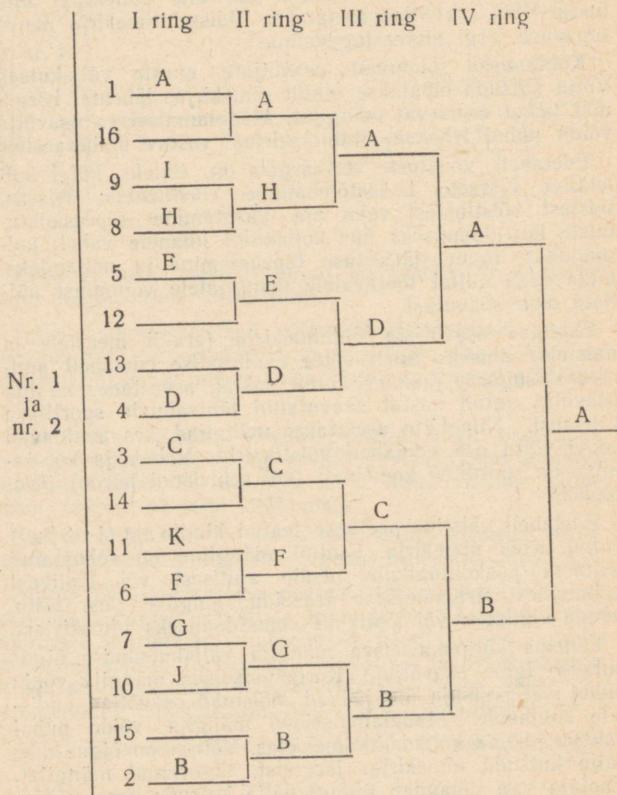 I ring II ring III ring IV ring
1 A
A
16
A
9
H
8 H
A
5 E
E
12
D
13
D
4 D
Nr. 1
ja
nr. 2
A
3 C
C
14
C
11 K
F
6 F
B
7 G
G
10 J
B
15
B
2 B